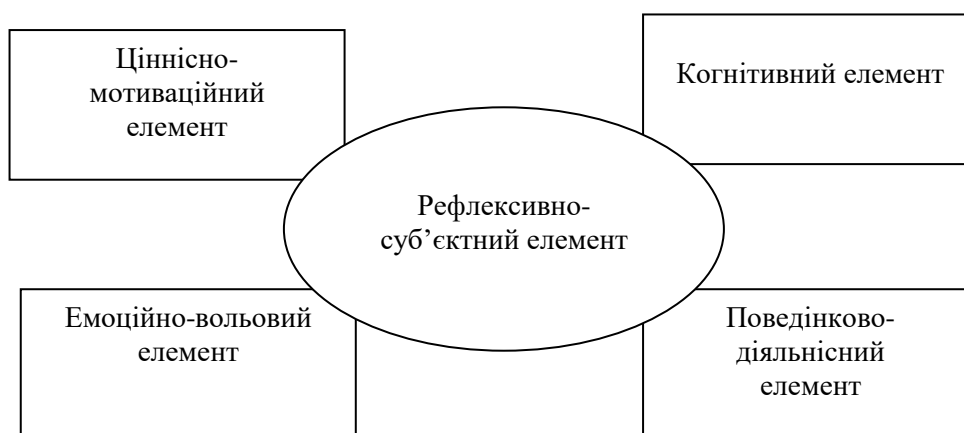 Ціннісно-
мотиваційний
елемент
Когнітивний елемент
Рефлексивно-
суб’єктний елемент
Емоційно-вольовий
елемент
Поведінково-
діяльнісний
елемент